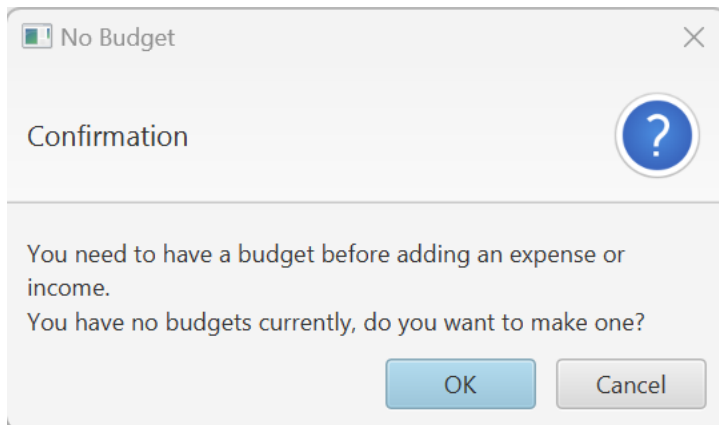 No Budget
Confirmation
?
You need to have a budget before adding an expense or
income.
You have no budgets currently, do you want to make one?
OK
Cancel